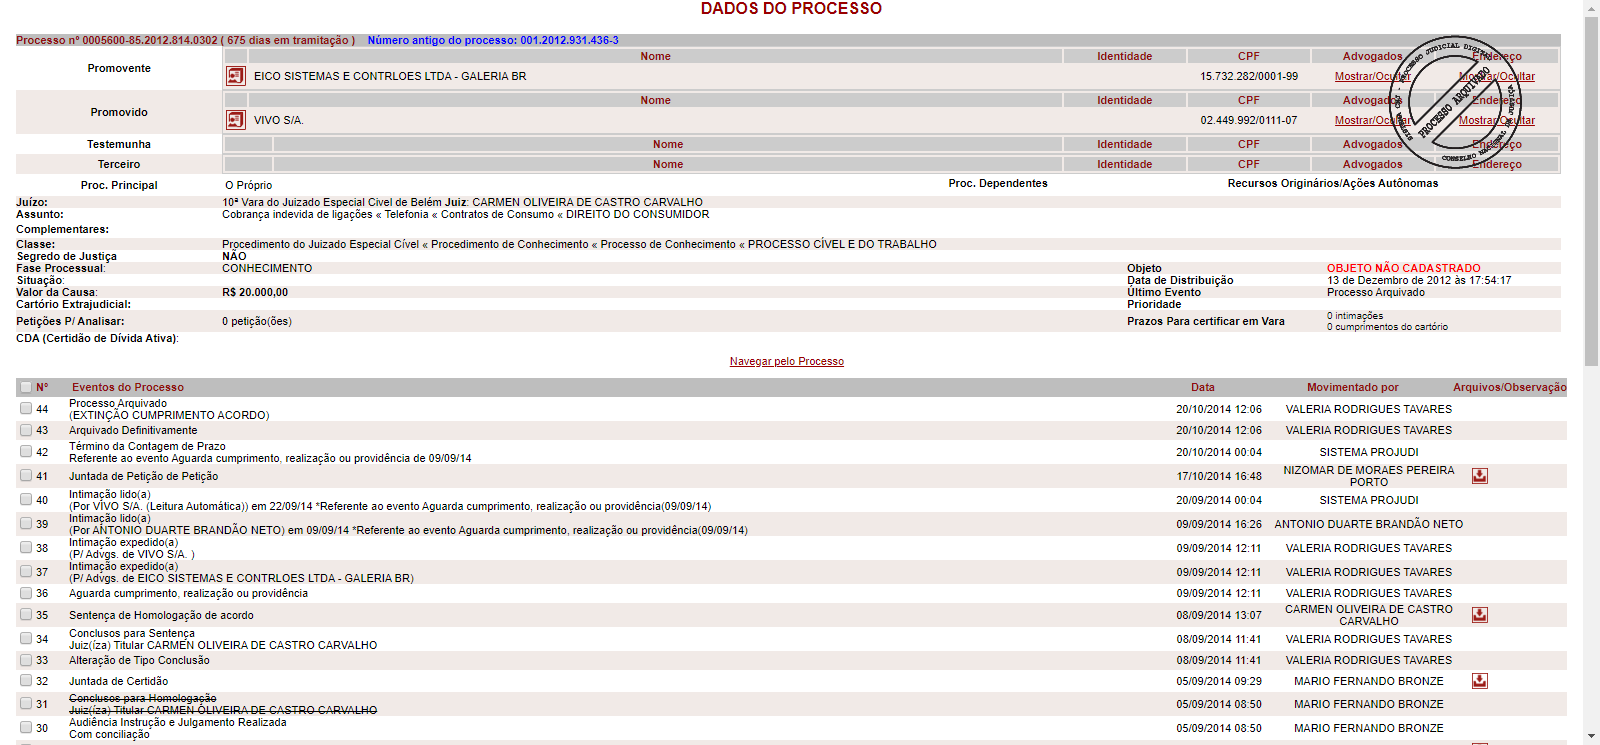 DADOS DO PROCESSO
Processo nº 0005600-85.2012.814.0302 ( 675 dias em tramitação ) Número antigo do processo: 001.2012.931.436-3
Promovente
Nome Identidade CPF Advogados Endereço
EICO SISTEMAS E CONTRLOES LTDA - GALERIA BR 15.732.282/0001-99 Mostrar/Ocultar Mostrar/Ocultar
Promovido
Nome Identidade CPF Advogados Endereço
VIVO S/A. 02.449.992/0111-07 Mostrar/Ocultar Mostrar/Ocultar
Testemunha Nome Identidade CPF Advogados Endereço
Terceiro Nome Identidade CPF Advogados Endereço
PROCESSO JUDICIAL DIGITAL
PROCESSO ARQUIVADO
CONSELHO NACIONAL DE JUSTIÇA
SISTEMA CNJ
Proc. Principal O Próprio Proc. Dependentes Recursos Originários/Ações Autônomas
Juízo: 10ª Vara do Juizado Especial Civel de Belém Juiz: CARMEN OLIVEIRA DE CASTRO CARVALHO
Assunto: Cobrança indevida de ligações « Telefonia « Contratos de Consumo « DIREITO DO CONSUMIDOR
Complementares:
Classe: Procedimento do Juizado Especial Cível « Procedimento de Conhecimento « Processo de Conhecimento « PROCESSO CÍVEL E DO TRABALHO
Segredo de Justiça NÃO
Fase Processual: CONHECIMENTO Objeto OBJETO NÃO CADASTRADO
Situação: Data de Distribuição 13 de Dezembro de 2012 às 17:54:17
Valor da Causa: R$ 20.000,00 Último Evento Processo Arquivado
Cartório Extrajudicial: Prioridade
Petições P/ Analisar: 0 petição(ões) Prazos Para certificar em Vara 0 intimações
0 cumprimentos do cartório
CDA (Certidão de Dívida Ativa):
Navegar pelo Processo
Nº Eventos do Processo Data Movimentado por Arquivos/Observação
44 Processo Arquivado
(EXTINÇÃO CUMPRIMENTO ACORDO) 20/10/2014 12:06 VALERIA RODRIGUES TAVARES
43 Arquivado Definitivamente 20/10/2014 12:06 VALERIA RODRIGUES TAVARES
42 Término da Contagem de Prazo
Referente ao evento Aguarda cumprimento, realização ou providência de 09/09/14 20/10/2014 00:04 SISTEMA PROJUDI
41 Juntada de Petição de Petição 17/10/2014 16:48 NIZOMAR DE MORAES PEREIRA
PORTO
40 Intimação lido(a)
(Por VIVO S/A. (Leitura Automática)) em 22/09/14 *Referente ao evento Aguarda cumprimento, realização ou providência(09/09/14) 20/09/2014 00:04 SISTEMA PROJUDI
39 Intimação lido(a)
(Por ANTONIO DUARTE BRANDÃO NETO) em 09/09/14 *Referente ao evento Aguarda cumprimento, realização ou providência(09/09/14) 09/09/2014 16:26 ANTONIO DUARTE BRANDÃO NETO
38 Intimação expedido(a)
(P/ Advgs. de VIVO S/A. ) 09/09/2014 12:11 VALERIA RODRIGUES TAVARES
37 Intimação expedido(a)
(P/ Advgs. de EICO SISTEMAS E CONTRLOES LTDA - GALERIA BR) 09/09/2014 12:11 VALERIA RODRIGUES TAVARES
36 Aguarda cumprimento, realização ou providência 09/09/2014 12:11 VALERIA RODRIGUES TAVARES
35 Sentença de Homologação de acordo 08/09/2014 13:07 CARMEN OLIVEIRA DE CASTRO
CARVALHO
34 Conclusos para Sentença
Juiz(íza) Titular CARMEN OLIVEIRA DE CASTRO CARVALHO 08/09/2014 11:41 VALERIA RODRIGUES TAVARES
33 Alteração de Tipo Conclusão 08/09/2014 11:41 VALERIA RODRIGUES TAVARES
32 Juntada de Certidão 05/09/2014 09:29 MARIO FERNANDO BRONZE
31 Conclusos para Homologação
Juiz(íza) Titular CARMEN OLIVEIRA DE CASTRO CARVALHO 05/09/2014 08:50 MARIO FERNANDO BRONZE
30 Audiência Instrução e Julgamento Realizada
Com conciliação 05/09/2014 08:50 MARIO FERNANDO BRONZE